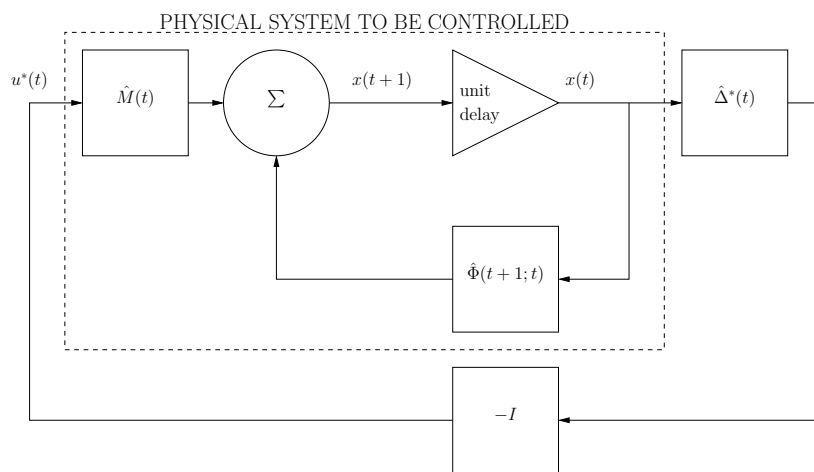 PHYSICAL SYSTEM TO BE CONTROLLED
u*(t)
M̂(t)
Σ
x(t+1)
unit
delay
x(t)
Δ̂*(t)
Φ̂(t+1;t)
−I